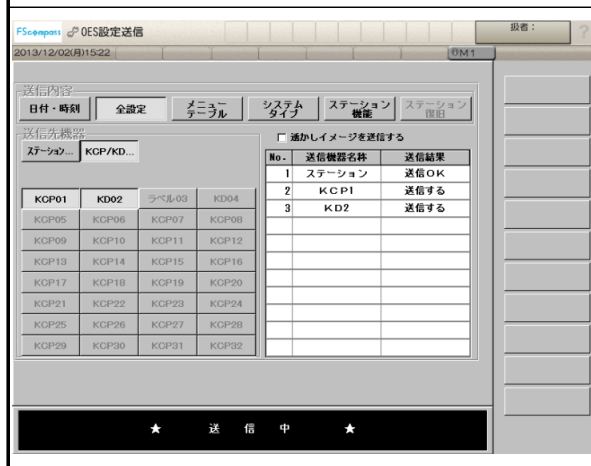 FScompass OES設定送信
扱者：
?
2013/12/02(月)15:22
0M1
送信内容
日付・時刻 全設定 メニューテーブル システムタイプ ステーション機能 ステーション復旧
送信先機器
ステーション... KCP/KD...
透かしイメージを送信する
No. 送信機器名称 送信結果
1 ステーション 送信OK
2 KCP1 送信する
3 KD2 送信する
KCP01 KD02 ラベル03 KD04
KCP05 KCP06 KCP07 KCP08
KCP09 KCP10 KCP11 KCP12
KCP13 KCP14 KCP15 KCP16
KCP17 KCP18 KCP19 KCP20
KCP21 KCP22 KCP23 KCP24
KCP25 KCP26 KCP27 KCP28
KCP29 KCP30 KCP31 KCP32
★ 送 信 中 ★